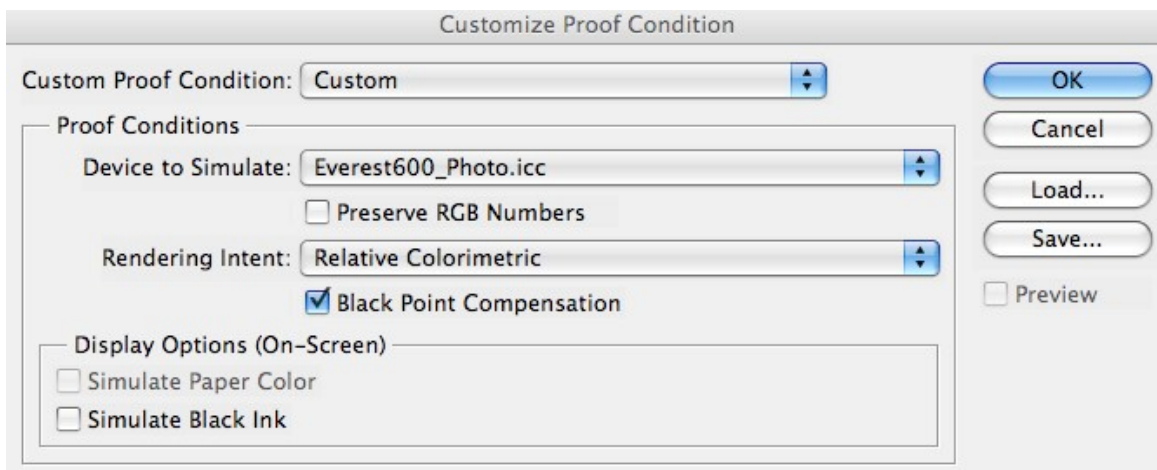 Customize Proof Condition
Custom Proof Condition: Custom
OK
Proof Conditions
Cancel
Device to Simulate: Everest600_Photo.icc
Load...
Preserve RGB Numbers
Save...
Rendering Intent: Relative Colorimetric
Preview
Black Point Compensation
Display Options (On-Screen)
Simulate Paper Color
Simulate Black Ink